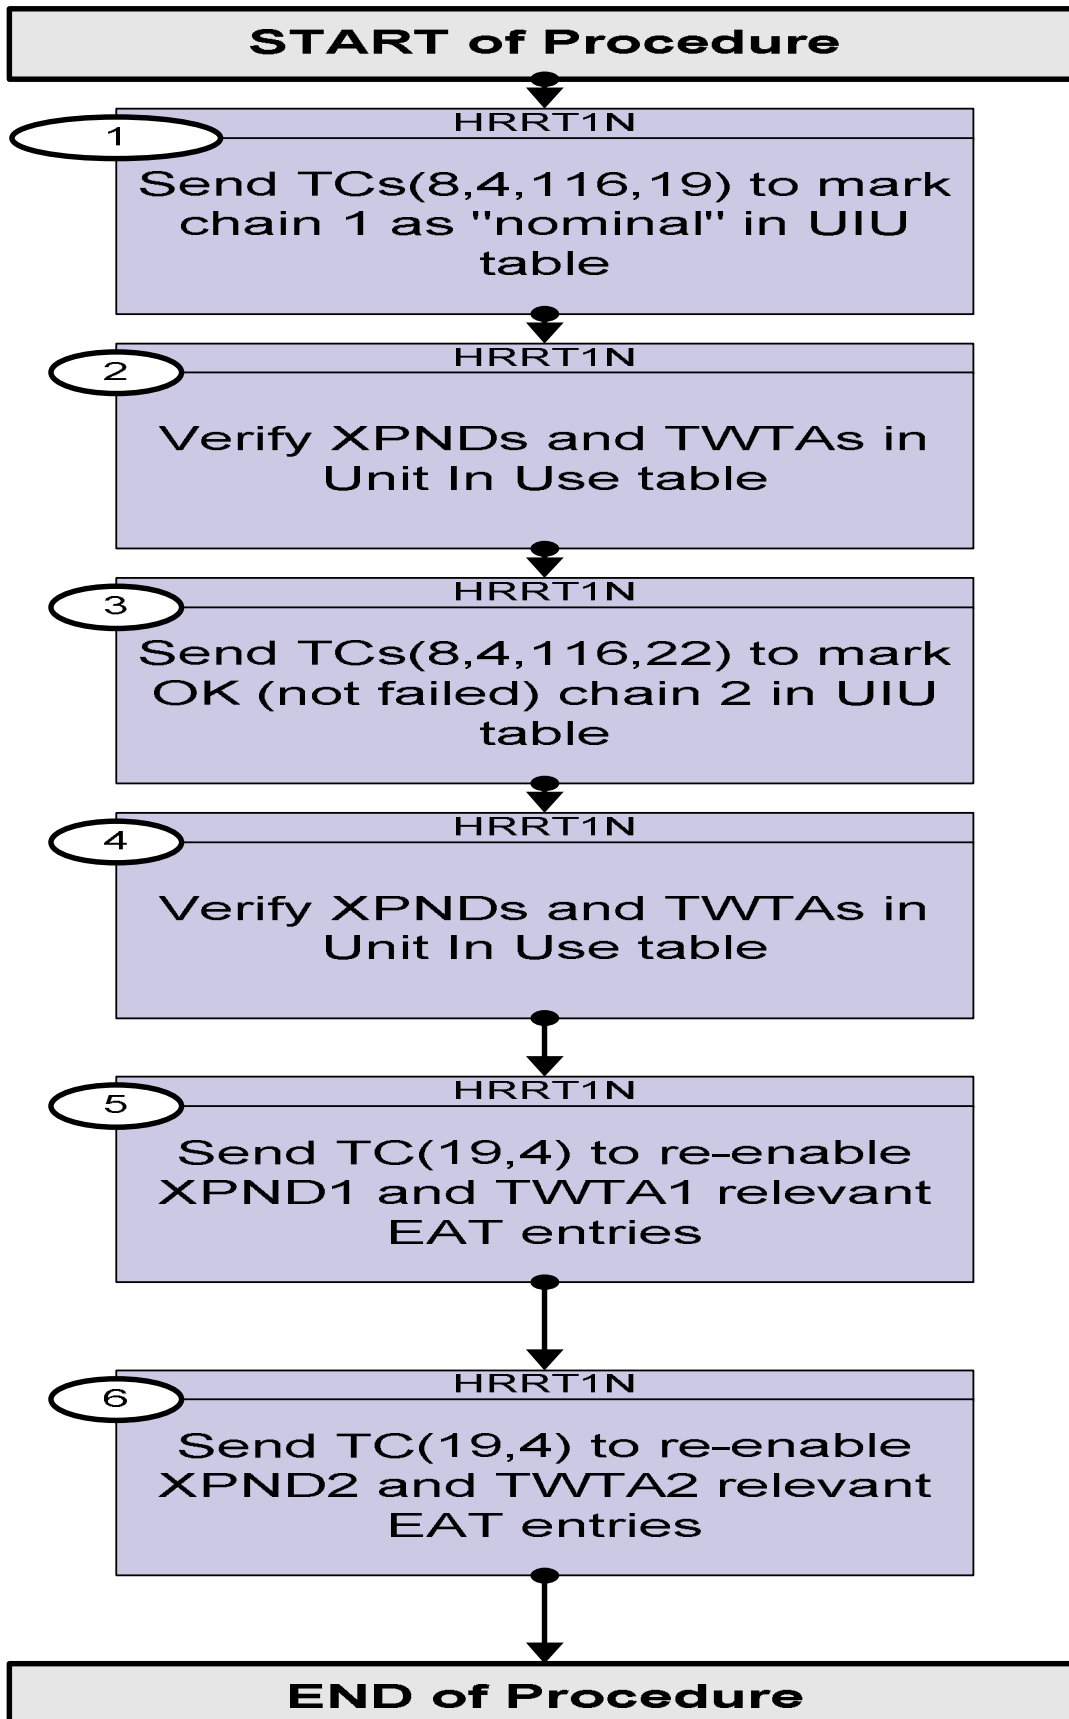 START of Procedure
HRRT1N
1
Send TCs(8,4,116,19) to mark
chain 1 as "nominal" in UIU
table
HRRT1N
2
Verify XPNDs and TWTAs in
Unit In Use table
HRRT1N
3
Send TCs(8,4,116,22) to mark
OK (not failed) chain 2 in UIU
table
HRRT1N
4
Verify XPNDs and TWTAs in
Unit In Use table
HRRT1N
5
Send TC(19,4) to re-enable
XPND1 and TWTA1 relevant
EAT entries
HRRT1N
6
Send TC(19,4) to re-enable
XPND2 and TWTA2 relevant
EAT entries
END of Procedure